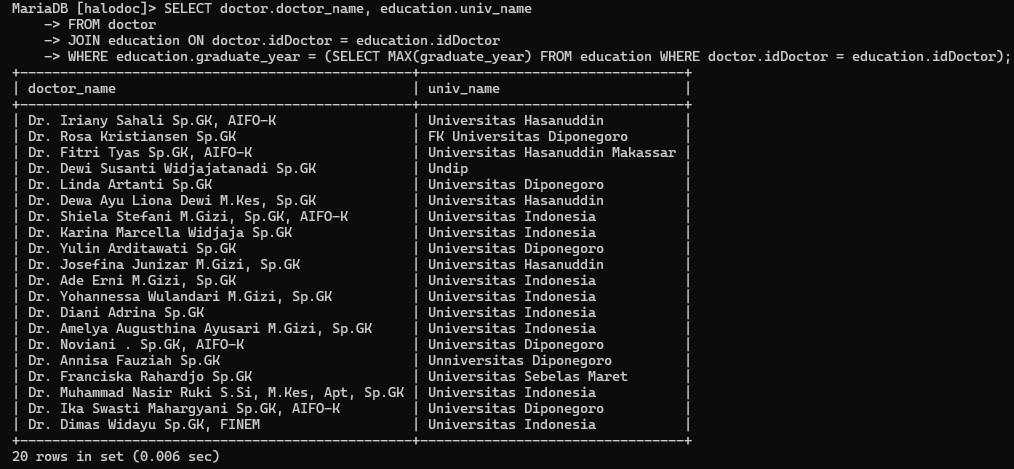 MariaDB [halodoc]> SELECT doctor.doctor_name, education.univ_name
    -> FROM doctor
    -> JOIN education ON doctor.idDoctor = education.idDoctor
    -> WHERE education.graduate_year = (SELECT MAX(graduate_year) FROM education WHERE doctor.idDoctor = education.idDoctor);
+------------------------------------------------+--------------------------------+
| doctor_name                                    | univ_name                      |
+------------------------------------------------+--------------------------------+
| Dr. Iriany Sahali Sp.GK, AIFO-K                | Universitas Hasanuddin         |
| Dr. Rosa Kristiansen Sp.GK                     | FK Universitas Diponegoro      |
| Dr. Fitri Tyas Sp.GK, AIFO-K                   | Universitas Hasanuddin Makassar |
| Dr. Dewi Susanti Widjajatanadi Sp.GK           | Undip                          |
| Dr. Linda Artanti Sp.GK                        | Universitas Diponegoro         |
| Dr. Dewa Ayu Liona Dewi M.Kes, Sp.GK           | Universitas Hasanuddin         |
| Dr. Shiela Stefani M.Gizi, Sp.GK, AIFO-K       | Universitas Indonesia          |
| Dr. Karina Marcella Widjaja Sp.GK              | Universitas Indonesia          |
| Dr. Yulin Arditawati Sp.GK                     | Universitas Diponegoro         |
| Dr. Josefina Junizar M.Gizi, Sp.GK             | Universitas Hasanuddin         |
| Dr. Ade Erni M.Gizi, Sp.GK                     | Universitas Indonesia          |
| Dr. Yohannessa Wulandari M.Gizi, Sp.GK         | Universitas Indonesia          |
| Dr. Diani Adrina Sp.GK                         | Universitas Indonesia          |
| Dr. Amelya Augusthina Ayusari M.Gizi, Sp.GK    | Universitas Indonesia          |
| Dr. Noviani . Sp.GK, AIFO-K                    | Universitas Diponegoro         |
| Dr. Annisa Fauziah Sp.GK                       | Unniversitas Diponegoro        |
| Dr. Franciska Rahardjo Sp.GK                   | Universitas Sebelas Maret      |
| Dr. Muhammad Nasir Ruki S.Si, M.Kes, Apt, Sp.GK | Universitas Indonesia          |
| Dr. Ika Swasti Mahargyani Sp.GK, AIFO-K        | Universitas Diponegoro         |
| Dr. Dimas Widayu Sp.GK, FINEM                  | Universitas Indonesia          |
+------------------------------------------------+--------------------------------+
20 rows in set (0.006 sec)